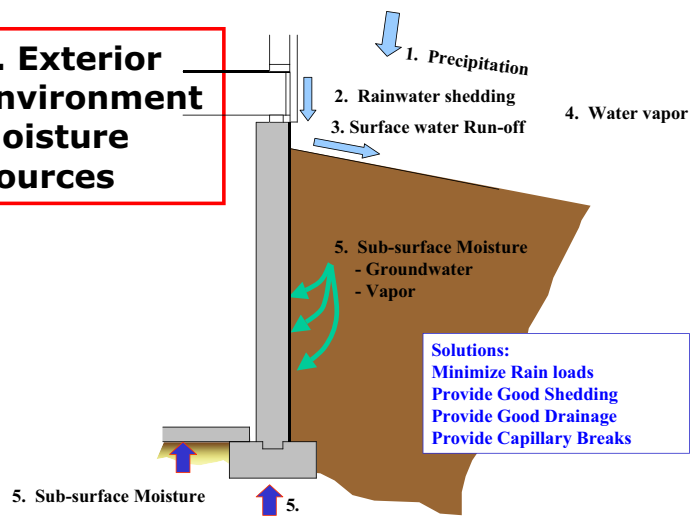 . Exterior
nvironment
oisture
ources
1. Precipitation
2. Rainwater shedding
3. Surface water Run-off
4. Water vapor
5. Sub-surface Moisture
- Groundwater
- Vapor
Solutions:
Minimize Rain loads
Provide Good Shedding
Provide Good Drainage
Provide Capillary Breaks
5. Sub-surface Moisture
5.